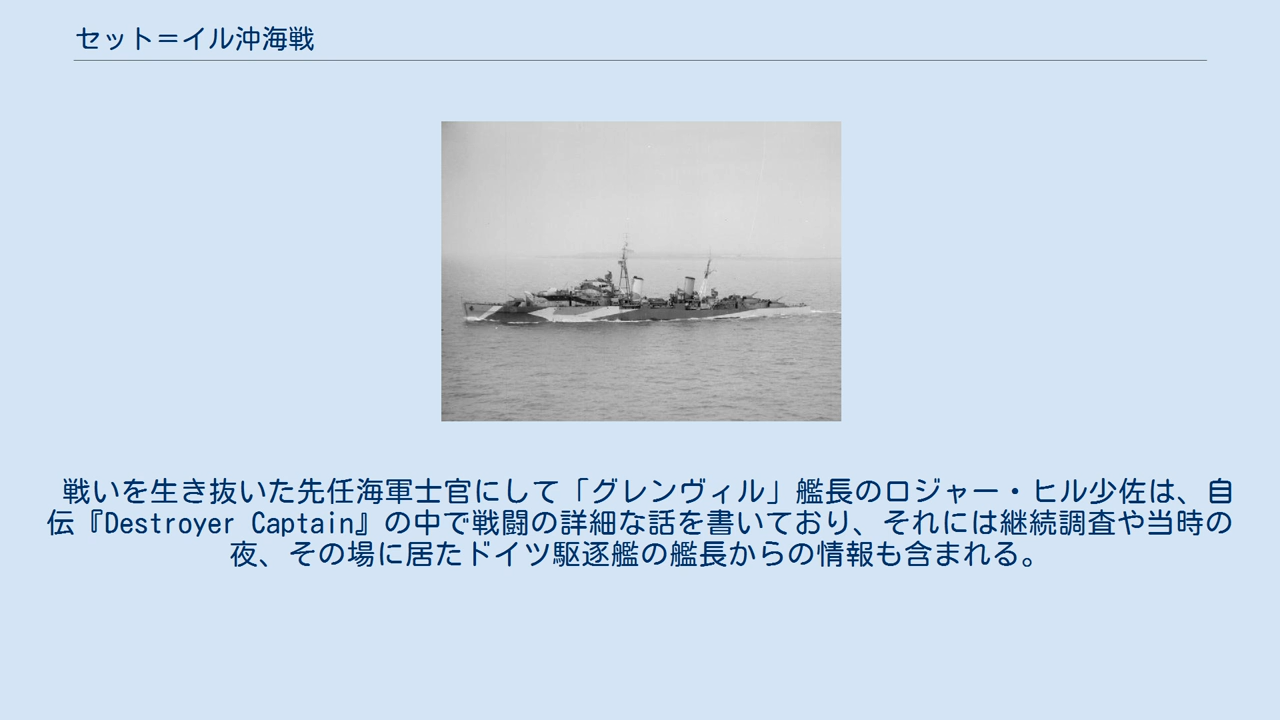 セット＝イル沖海戦
戦いを生き抜いた先任海軍士官にして「グレンヴィル」艦長のロジャー・ヒル少佐は、自
伝『Destroyer Captain』の中で戦闘の詳細な話を書いており、それには継続調査や当時の
夜、その場に居たドイツ駆逐艦の艦長からの情報も含まれる。